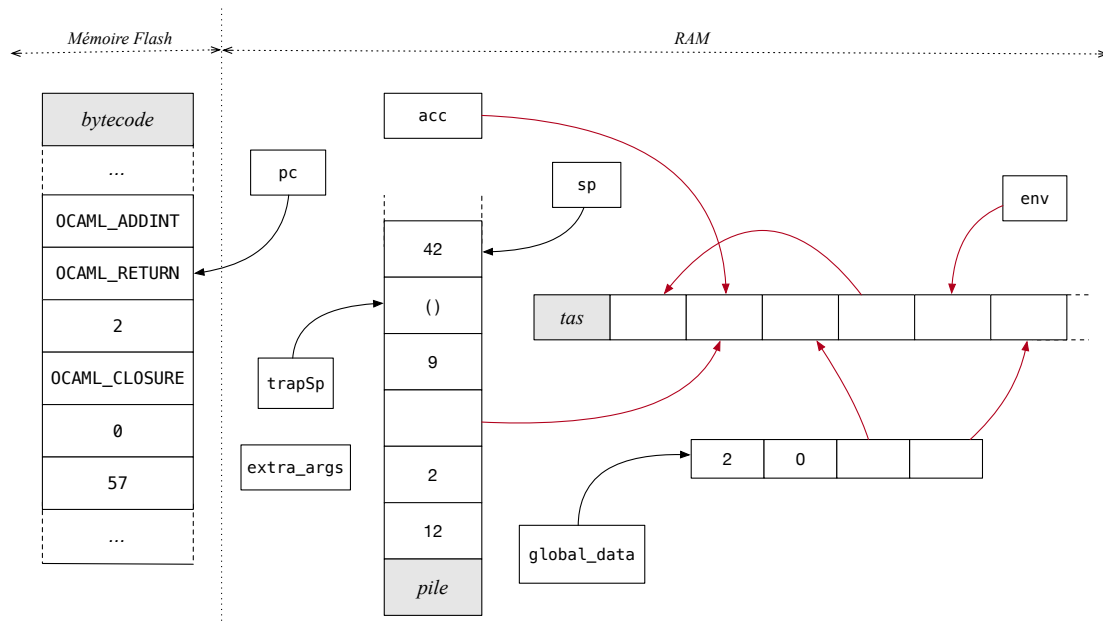 Mémoire Flash
RAM
bytecode
...
OCAML_ADDINT
OCAML_RETURN
2
OCAML_CLOSURE
0
57
...
pc
acc
sp
env
42
()
9
2
12
pile
trapSp
extra_args
tas
2 0
global_data